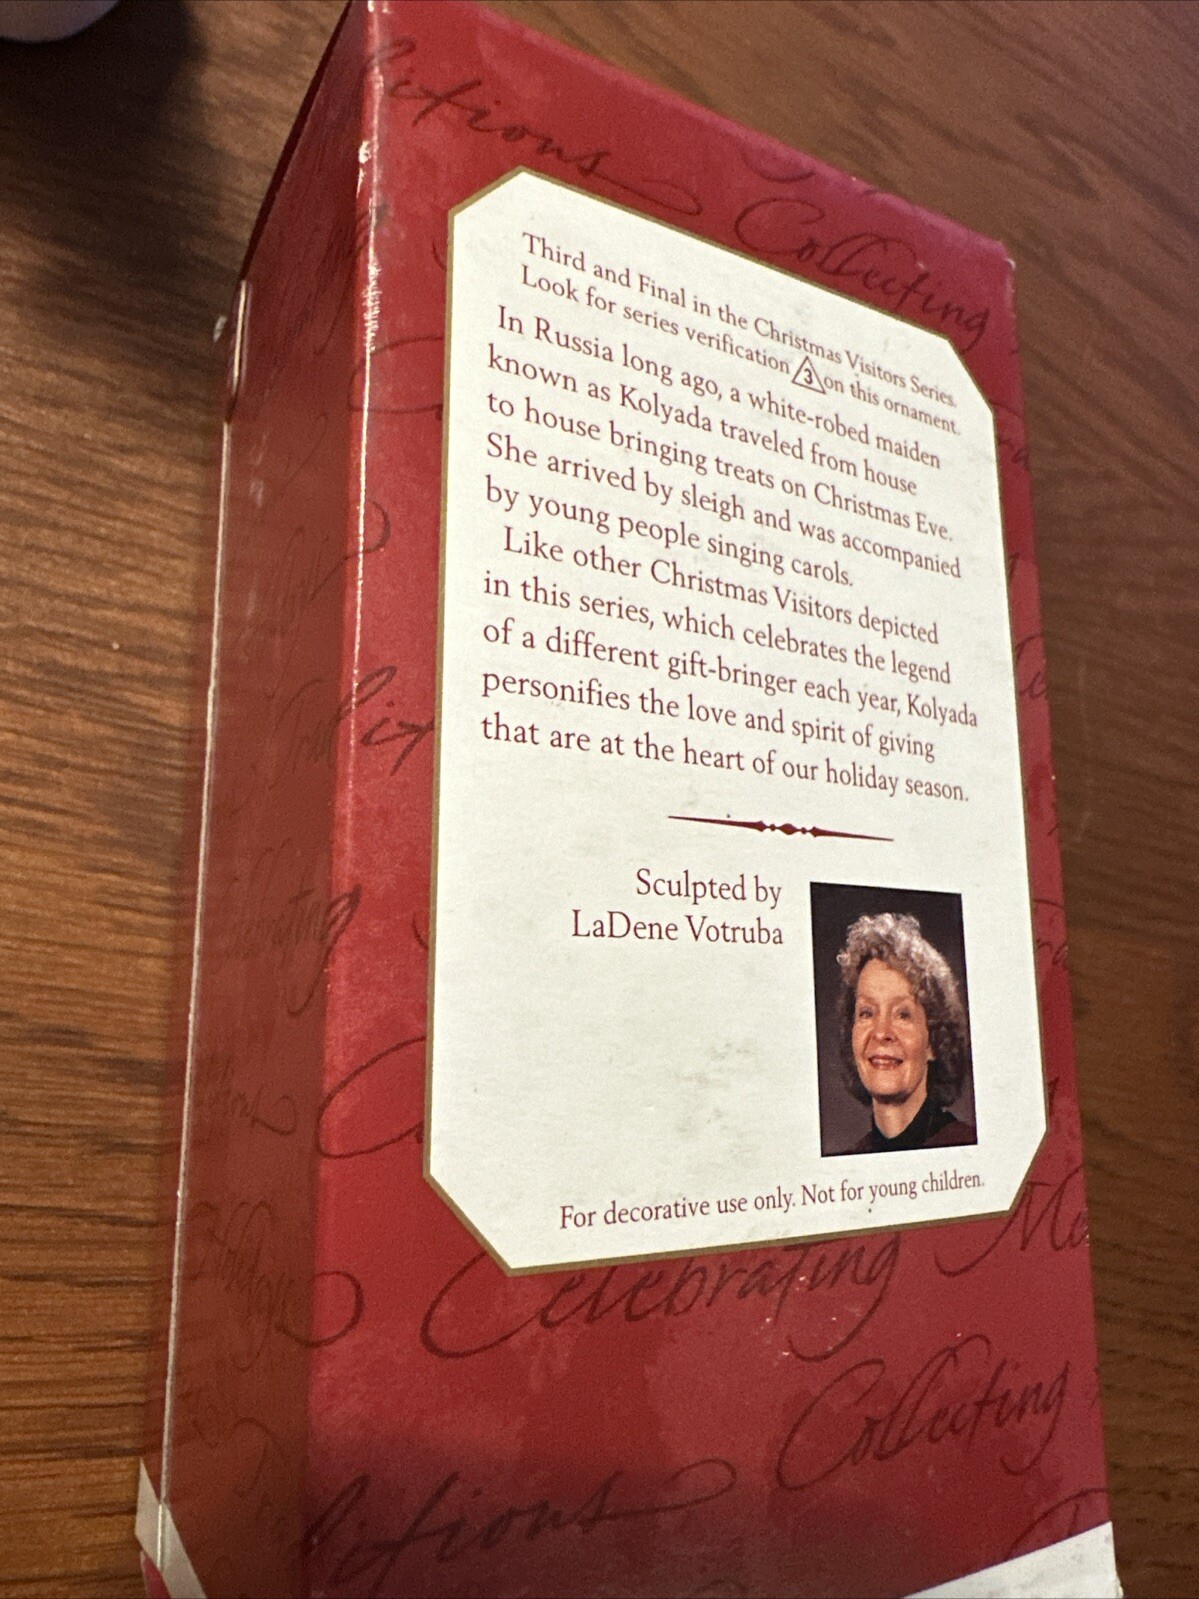 litions
Collecting
Third and Final in the Christmas Visitors Series.
Look for series verification 3 on this ornament.
In Russia long ago, a white-robed maiden
known as Kolyada traveled from house
to house bringing treats on Christmas Eve.
She arrived by sleigh and was accompanied
by young people singing carols.
Like other Christmas Visitors depicted
in this series, which celebrates the legend
of a different gift-bringer each year, Kolyada
personifies the love and spirit of giving
that are at the heart of our holiday season.
Sculpted by
LaDene Votruba
For decorative use only. Not for young children.
Celebrating
Collecting
litions